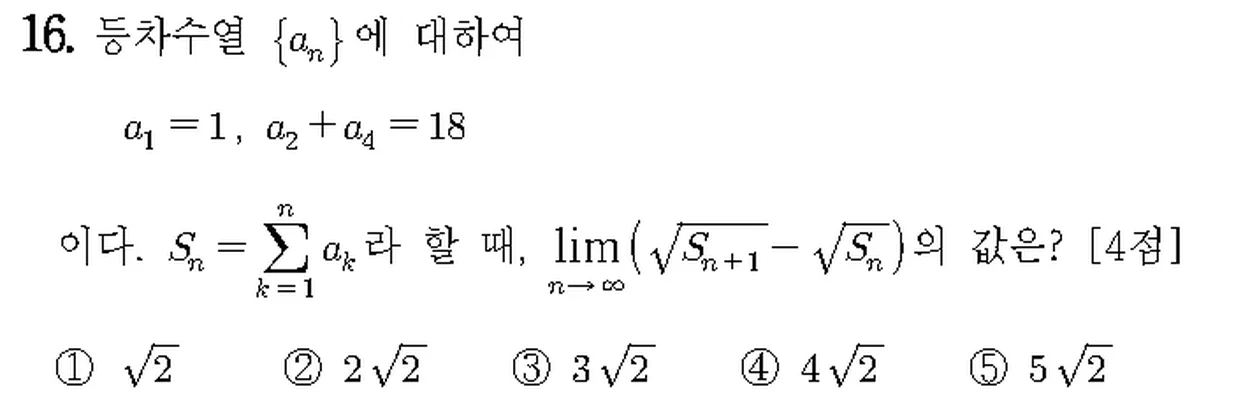 16. 등차수열 {aₙ}에 대하여
a₁ = 1, a₂ + a₄ = 18
이다. Sₙ = ∑ₖ₌₁ⁿ aₖ라 할 때, lim_{n→∞} (√Sₙ₊₁ − √Sₙ)의 값은? [4점]
① √2 ② 2√2 ③ 3√2 ④ 4√2 ⑤ 5√2